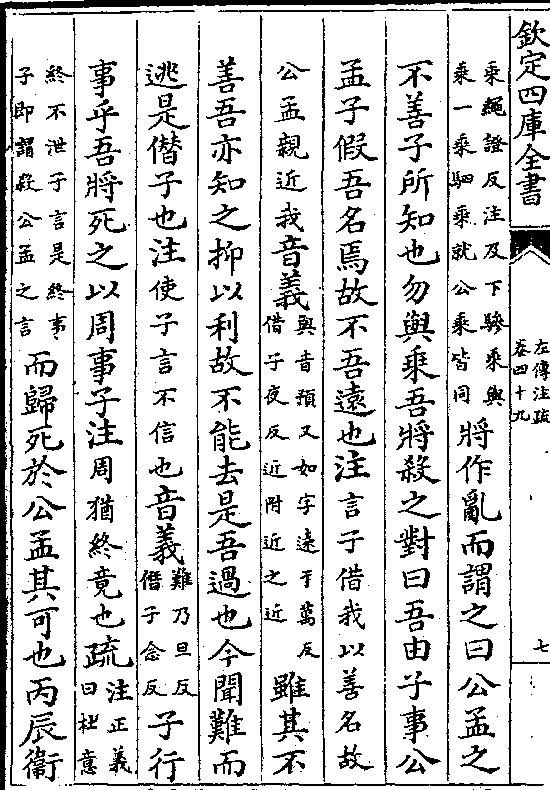 欽定四庫全書
左傳注疏
卷四十九
七
乘繩證反注及下驂乘與
乘一乘駟乘就公乘皆同
將作亂而謂之曰公孟之
不善子所知也勿與乘吾將殺之對曰吾由子事公
孟子假吾名焉故不吾遠也注言子借我以善名故
公孟親近我音義
與音預又如字遠于萬反
借子夜反近附近之近
雖其不
善吾亦知之抑以利故不能去是吾過也今聞難而
逃是僭子也注使子言不信也音義
難乃旦反
僭子念反
子行
事乎吾將死之以周事子注周猶終竟也疏
注正義
曰杜意
終不泄子言是終事
子即謂殺公孟之言
而歸死於公孟其可也丙辰衛